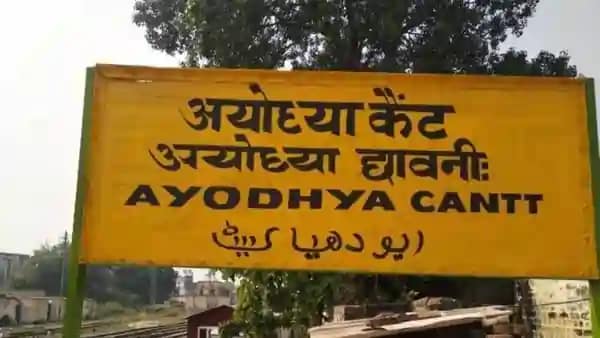 अयोध्या कैंट
अयोध्या छावनीः
AYODHYA CANTT
ایودھیا کینٹ